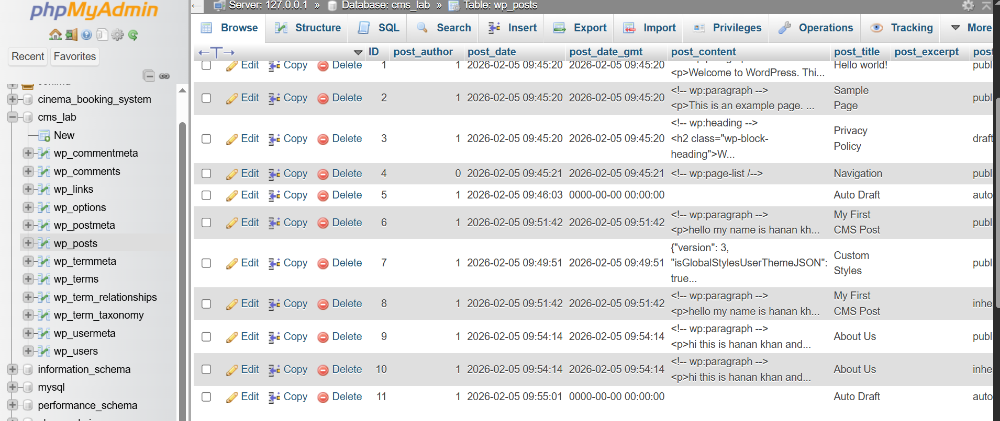 phpMyAdmin
Recent Favorites
cinema_booking_system
cms_lab
New
wp_commentmeta
wp_comments
wp_links
wp_options
wp_postmeta
wp_posts
wp_termmeta
wp_terms
wp_term_relationships
wp_term_taxonomy
wp_usermeta
wp_users
information_schema
mysql
performance_schema
← Server: 127.0.0.1 » Database: cms_lab » Table: wp_posts
Browse Structure SQL Search Insert Export Import Privileges Operations Tracking More
←T→ ID post_author post_date post_date_gmt post_content post_title post_excerpt post
Edit Copy Delete 1 1 2026-02-05 09:45:20 2026-02-05 09:45:20 Hello world! publi
<p>Welcome to WordPress. Thi...
<!-- wp:paragraph --> Sample
Edit Copy Delete 2 1 2026-02-05 09:45:20 2026-02-05 09:45:20 publi
<p>This is an example page. ... Page
<!-- wp:heading -->
Privacy
Edit Copy Delete 3 1 2026-02-05 09:45:20 2026-02-05 09:45:20 <h2 class="wp-block- draft
Policy
heading">W...
Edit Copy Delete 4 0 2026-02-05 09:45:21 2026-02-05 09:45:21 <!-- wp:page-list /--> Navigation publi
Edit Copy Delete 5 1 2026-02-05 09:46:03 0000-00-00 00:00:00 Auto Draft auto
<!-- wp:paragraph --> My First
Edit Copy Delete 6 1 2026-02-05 09:51:42 2026-02-05 09:51:42 publi
<p>hello my name is hanan kh... CMS Post
{"version": 3,
Custom
Edit Copy Delete 7 1 2026-02-05 09:49:51 2026-02-05 09:49:51 "isGlobalStylesUserThemeJSON": publi
Styles
true...
<!-- wp:paragraph --> My First
Edit Copy Delete 8 1 2026-02-05 09:51:42 2026-02-05 09:51:42 inhe
<p>hello my name is hanan kh... CMS Post
<!-- wp:paragraph -->
Edit Copy Delete 9 1 2026-02-05 09:54:14 2026-02-05 09:54:14 About Us publi
<p>hi this is hanan khan and...
<!-- wp:paragraph -->
Edit Copy Delete 10 1 2026-02-05 09:54:14 2026-02-05 09:54:14 About Us inhe
<p>hi this is hanan khan and...
Edit Copy Delete 11 1 2026-02-05 09:55:01 0000-00-00 00:00:00 Auto Draft auto